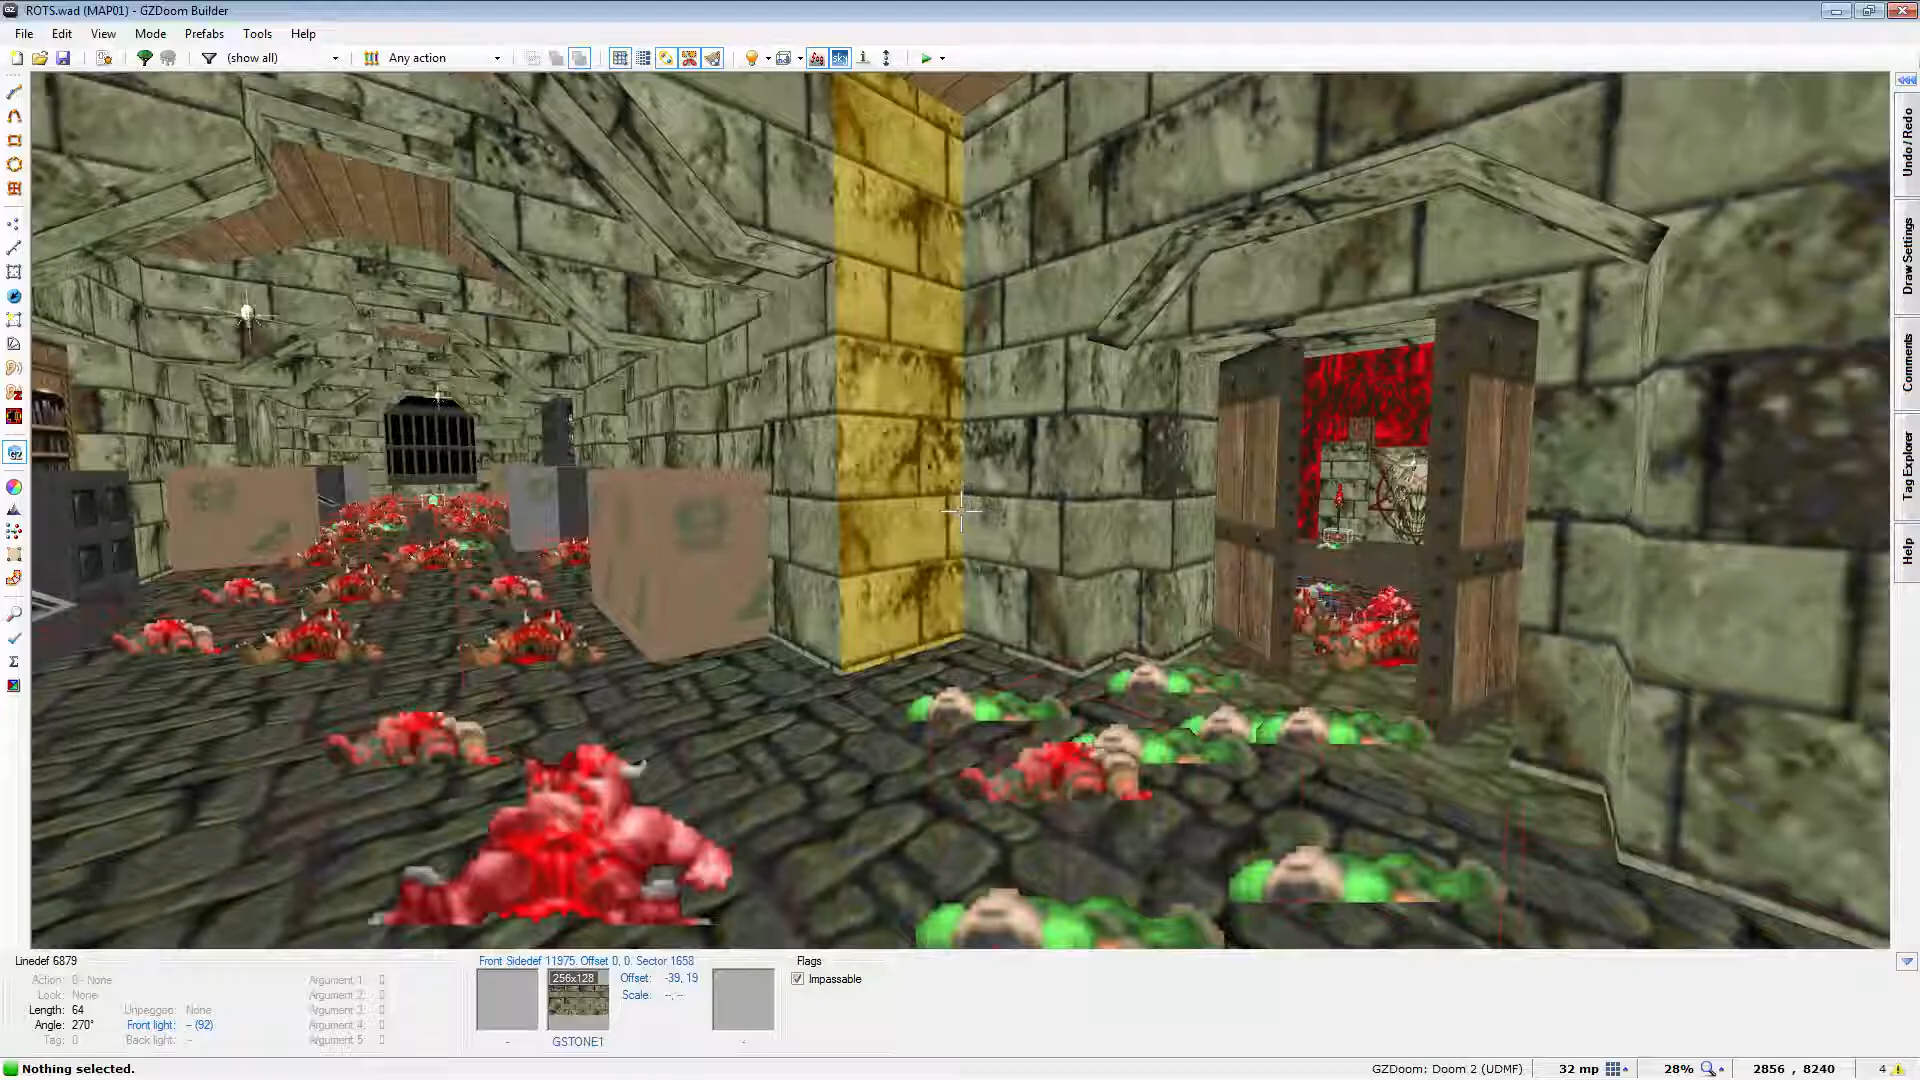 ROTS.wad (MAP01) - GZDoom Builder
File Edit View Mode Prefabs Tools Help
(show all) Any action
Undo / Redo
Draw Settings
Comments
Tag Explorer
Help
Linedef 6879
Action: 0 - None
Lock: None
Length: 64
Angle: 270°
Tag: 0
Unpegged: None
Front light: -- (92)
Back light: --
Argument 1: 0
Argument 2: 0
Argument 3: 0
Argument 4: 0
Argument 5: 0
Front Sidedef 11975. Offset 0, 0. Sector 1658
256x128
Offset: -39, 19
Scale: --, --
-
GSTONE1
-
Flags
Impassable
Nothing selected.
GZDoom: Doom 2 (UDMF) 32 mp 28% 2856 , 8240 4